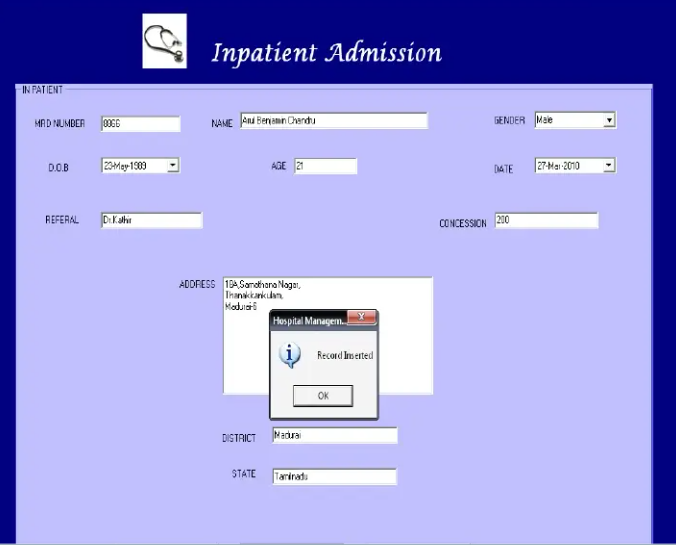 Inpatient Admission
IN PATIENT
MRD NUMBER 8966
NAME Arul Benjamin Chandru
GENDER Male
D.O.B 23-May-1989
AGE 21
DATE 27-Mar-2010
REFERAL Dr.Kathir
CONCESSION 200
ADDRESS 18A,Samathana Nagar,
Thanakkankulam,
Madurai-6
Hospital Managem...
Record Inserted
OK
DISTRICT Madurai
STATE Tamilnadu